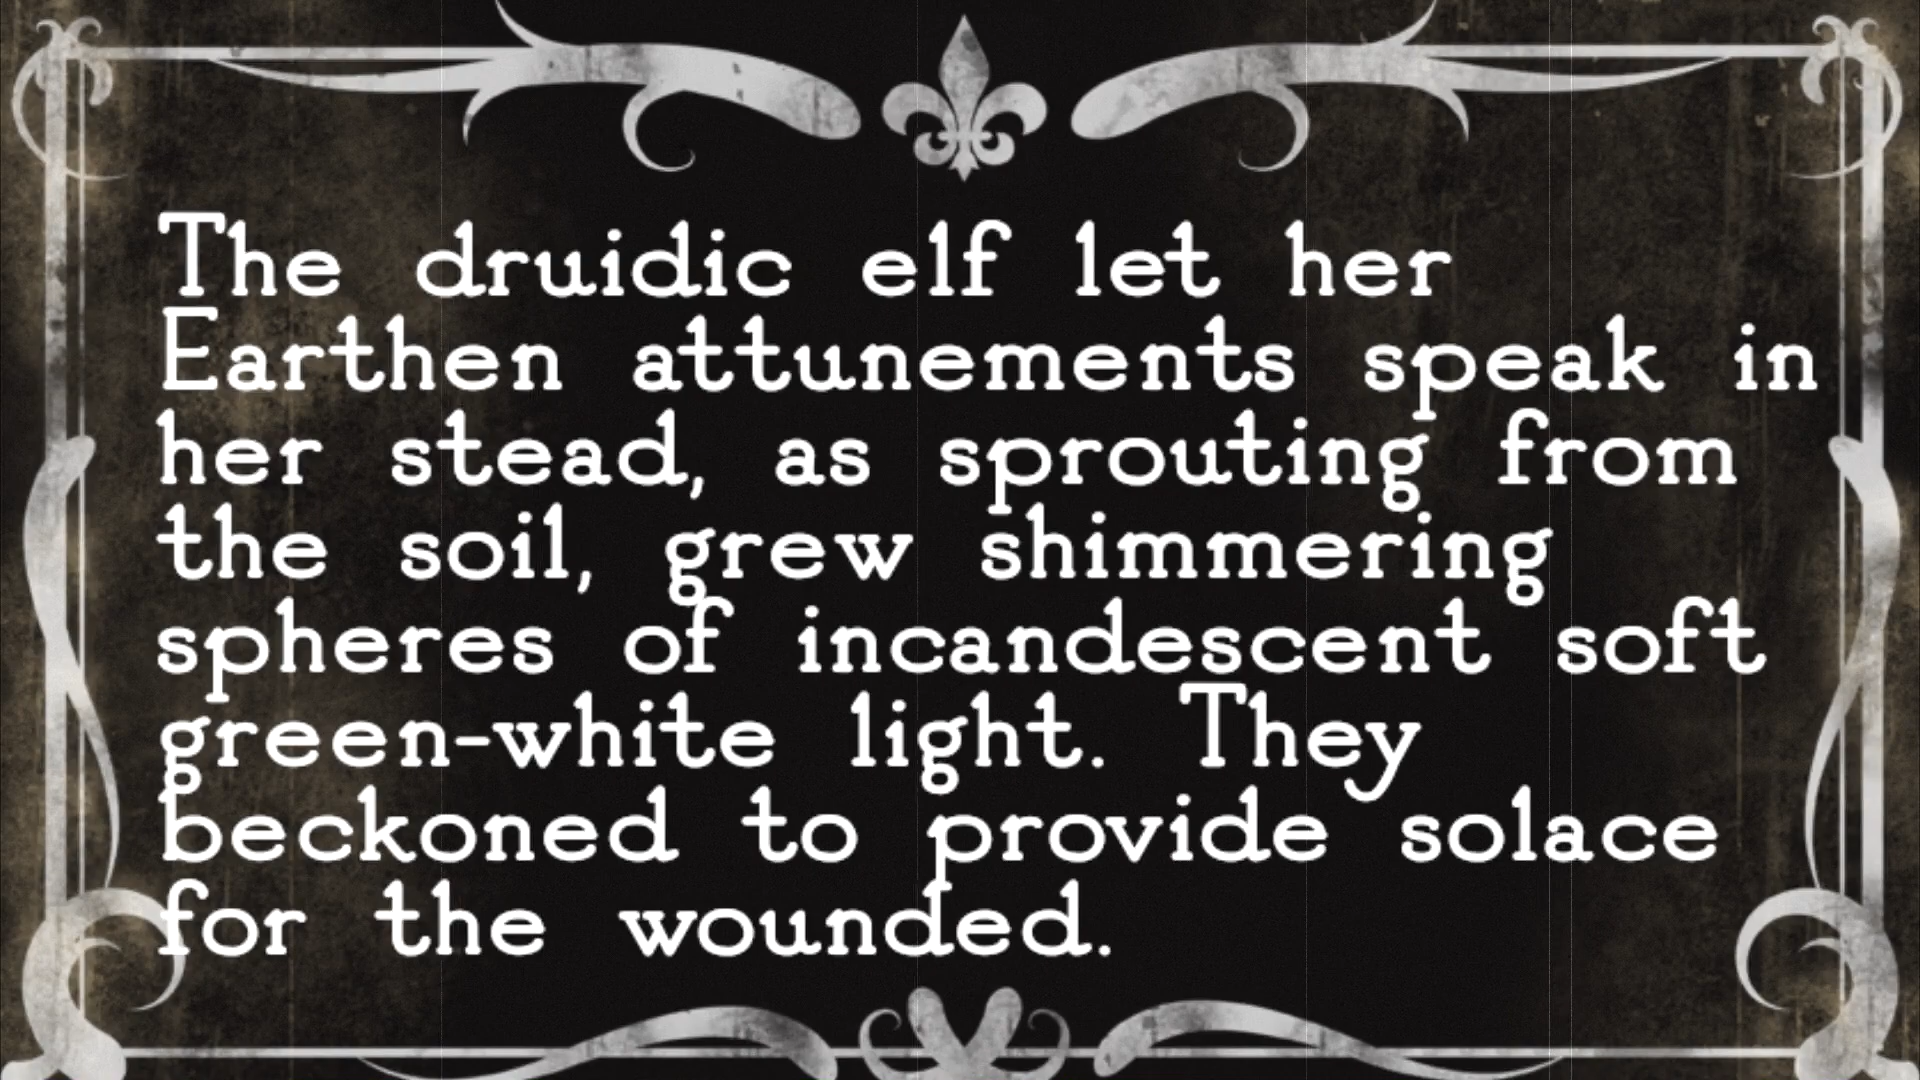 The druidic elf let her
Earthen attunements speak in
her stead, as sprouting from
the soil, grew shimmering
spheres of incandescent soft
green-white light. They
beckoned to provide solace
for the wounded.